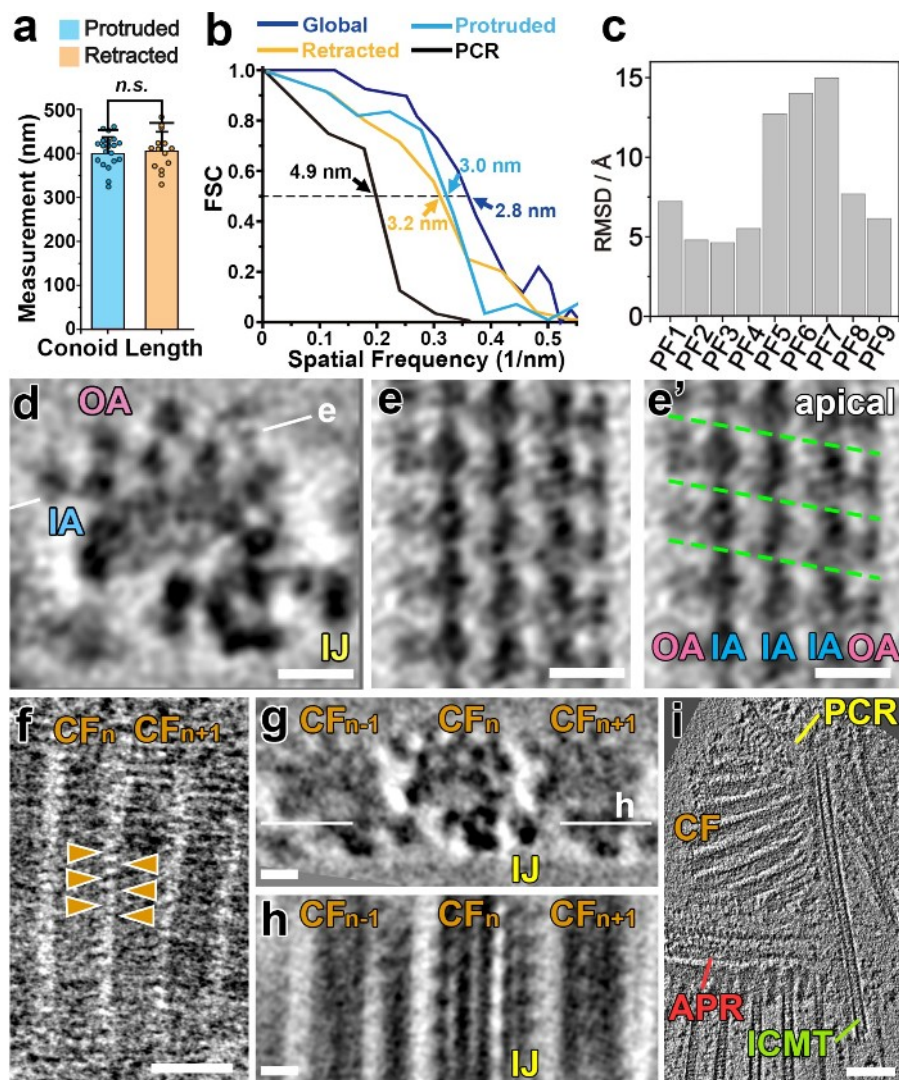 a
Protruded
Retracted
n.s.
Measurement (nm)
500
400
300
200
100
0
Conoid Length
b
Global
Protruded
Retracted
PCR
FSC
1.0
0.8
0.6
0.4
0.2
0
4.9 nm
3.0 nm
3.2 nm
2.8 nm
0
0.1
0.2
0.3
0.4
0.5
Spatial Frequency (1/nm)
c
RMSD / Å
15
10
5
0
PF1
PF2
PF3
PF4
PF5
PF6
PF7
PF8
PF9
d
OA
e
IA
IJ
e
e'
apical
OA IA IA IA OA
f
CFn CFn+1
g
CFn-1 CFn CFn+1
h
IJ
h
CFn-1 CFn CFn+1
IJ
i
PCR
CF
APR
ICMT